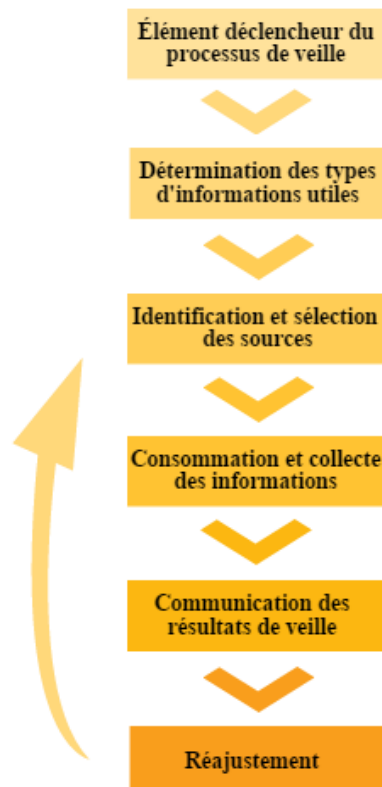 Élément déclencheur du
processus de veille
Détermination des types
d'informations utiles
Identification et sélection
des sources
Consommation et collecte
des informations
Communication des
résultats de veille
Réajustement